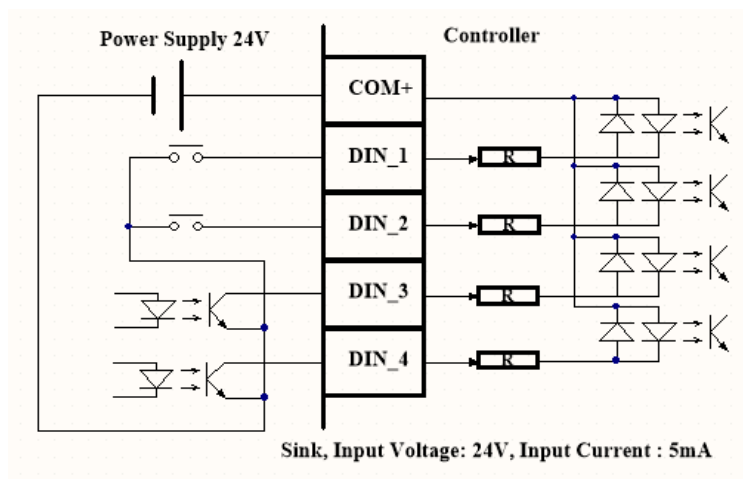 Power Supply 24V
Controller
COM+
DIN_1
R
DIN_2
R
DIN_3
R
DIN_4
R
Sink, Input Voltage: 24V, Input Current : 5mA